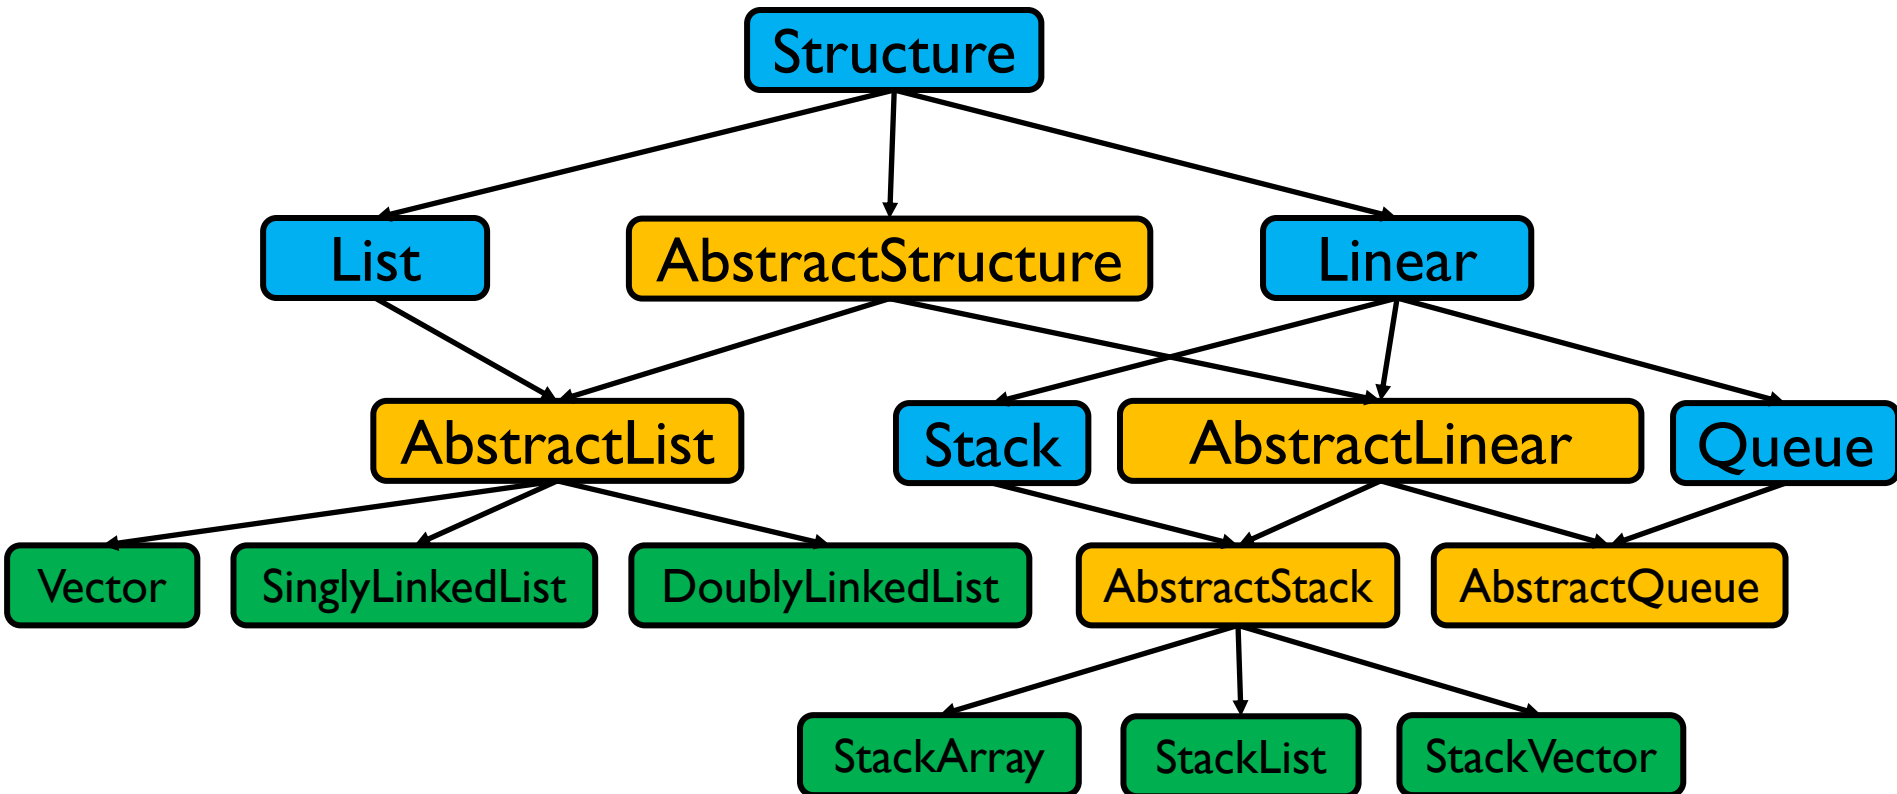 Structure
List
AbstractStructure
Linear
AbstractList
Stack
AbstractLinear
Queue
Vector
SinglyLinkedList
DoublyLinkedList
AbstractStack
AbstractQueue
StackArray
StackList
StackVector